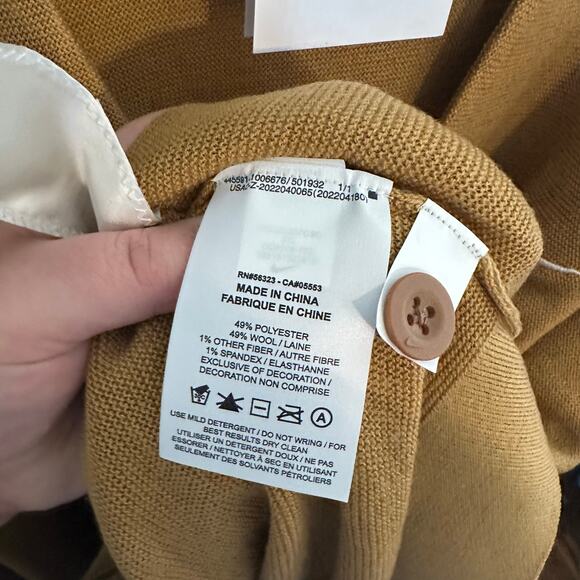 1006676/501932 1/1
RN#56323 - CA#05553
MADE IN CHINA
FABRIQUE EN CHINE
49% POLYESTER
49% WOOL / LAINE
1% OTHER FIBER / AUTRE FIBRE
1% SPANDEX / ELASTHANNE
EXCLUSIVE OF DECORATION /
DECORATION NON COMPRISE
A
USE MILD DETERGENT / DO NOT WRING / FOR
BEST RESULTS DRY CLEAN
UTILISER UN DETERGENT DOUX / NE PAS
ESSORER / NETTOYER À SEC EN UTILISANT
SEULEMENT DES SOLVANTS PÉTROLIERS